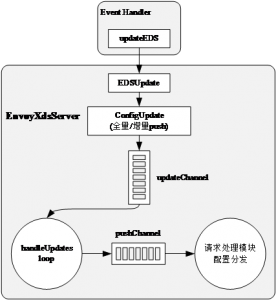 Event Handler
updateEDS
EDSUpdate
EnvoyXdsServer
ConfigUpdate
(全量/增量push)
updateChannel
handleUpdates
loop
pushChannel
请求处理模块
配置分发